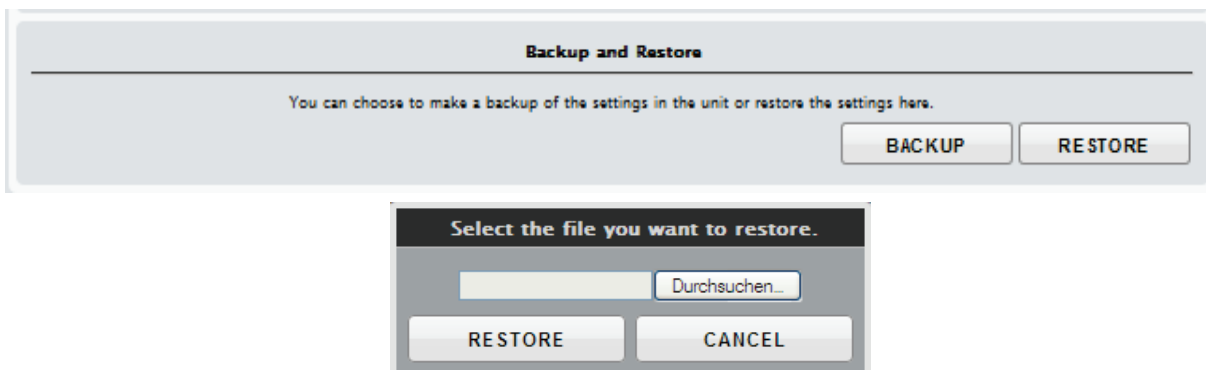 Backup and Restore
You can choose to make a backup of the settings in the unit or restore the settings here.
BACKUP RESTORE
Select the file you want to restore.
Durchsuchen...
RESTORE CANCEL